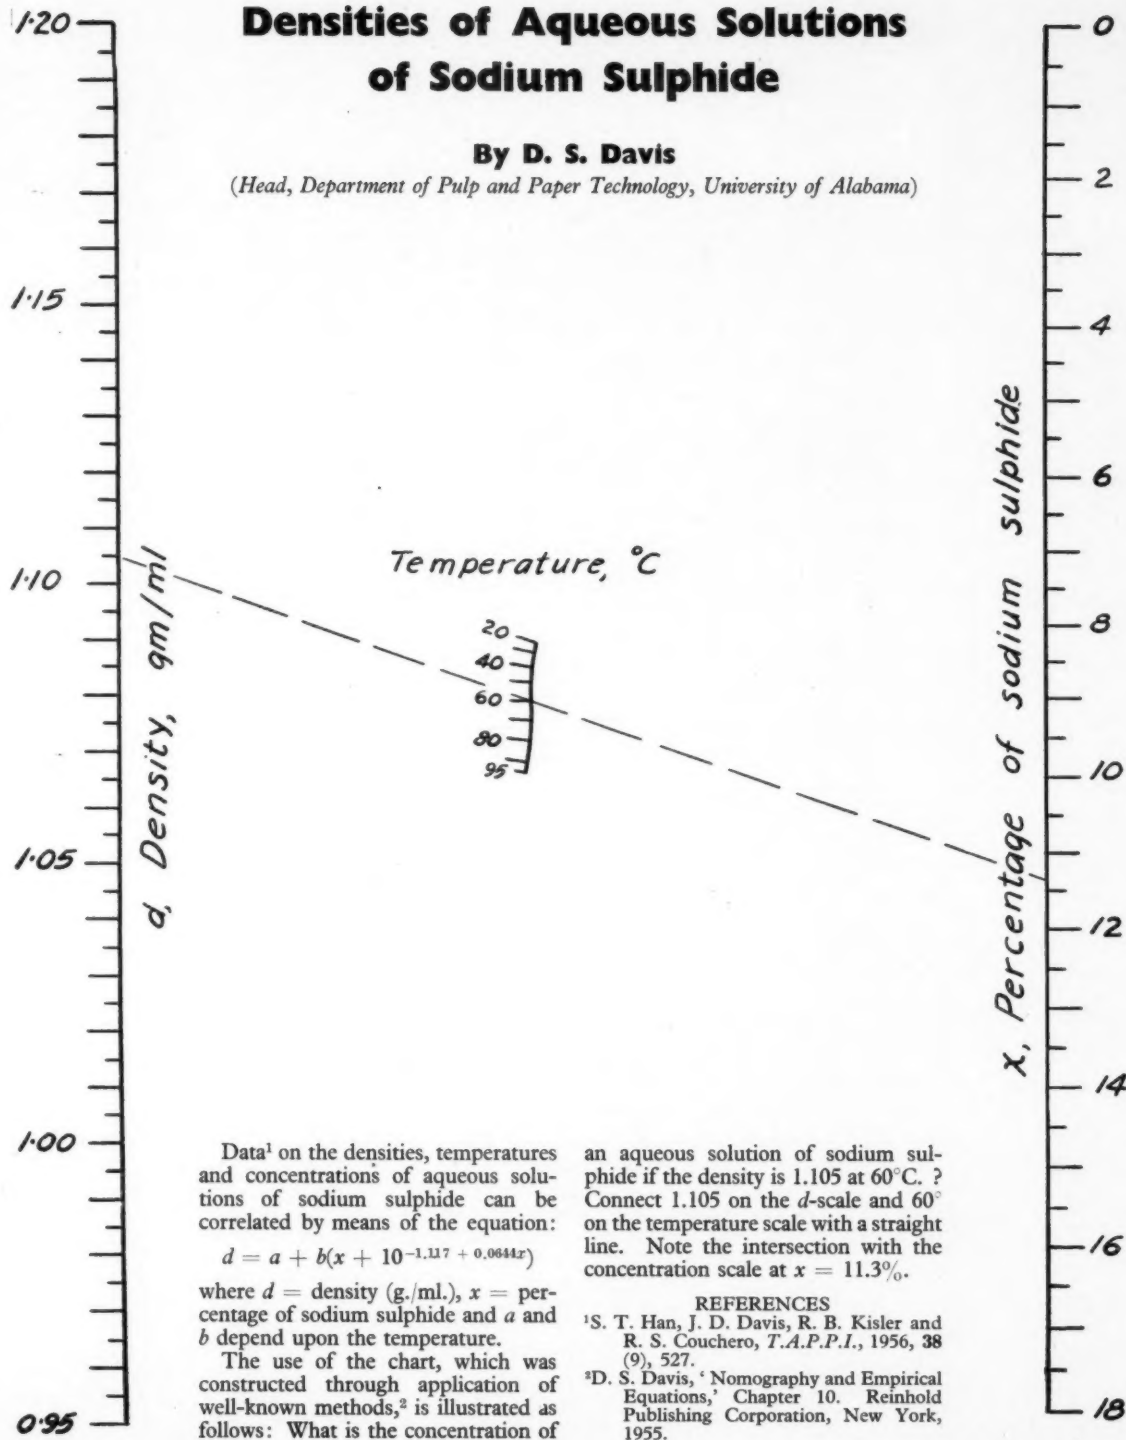 Densities of Aqueous Solutions
of Sodium Sulphide
By D. S. Davis
(Head, Department of Pulp and Paper Technology, University of Alabama)
1·20
1·15
1·10
1·05
1·00
0·95
d, Density, gm/ml
Temperature, °C
20
40
60
80
95
x, Percentage of sodium sulphide
0
2
4
6
8
10
12
14
16
18
Data¹ on the densities, temperatures
and concentrations of aqueous solu-
tions of sodium sulphide can be
correlated by means of the equation:
d = a + b(x + 10^{-1.117 + 0.0644x})
where d = density (g./ml.), x = per-
centage of sodium sulphide and a and
b depend upon the temperature.
The use of the chart, which was
constructed through application of
well-known methods,² is illustrated as
follows: What is the concentration of
an aqueous solution of sodium sul-
phide if the density is 1.105 at 60°C. ?
Connect 1.105 on the d-scale and 60°
on the temperature scale with a straight
line. Note the intersection with the
concentration scale at x = 11.3%.
REFERENCES
¹S. T. Han, J. D. Davis, R. B. Kisler and
R. S. Couchero, T.A.P.P.I., 1956, 38
(9), 527.
²D. S. Davis, ' Nomography and Empirical
Equations,' Chapter 10. Reinhold
Publishing Corporation, New York,
1955.